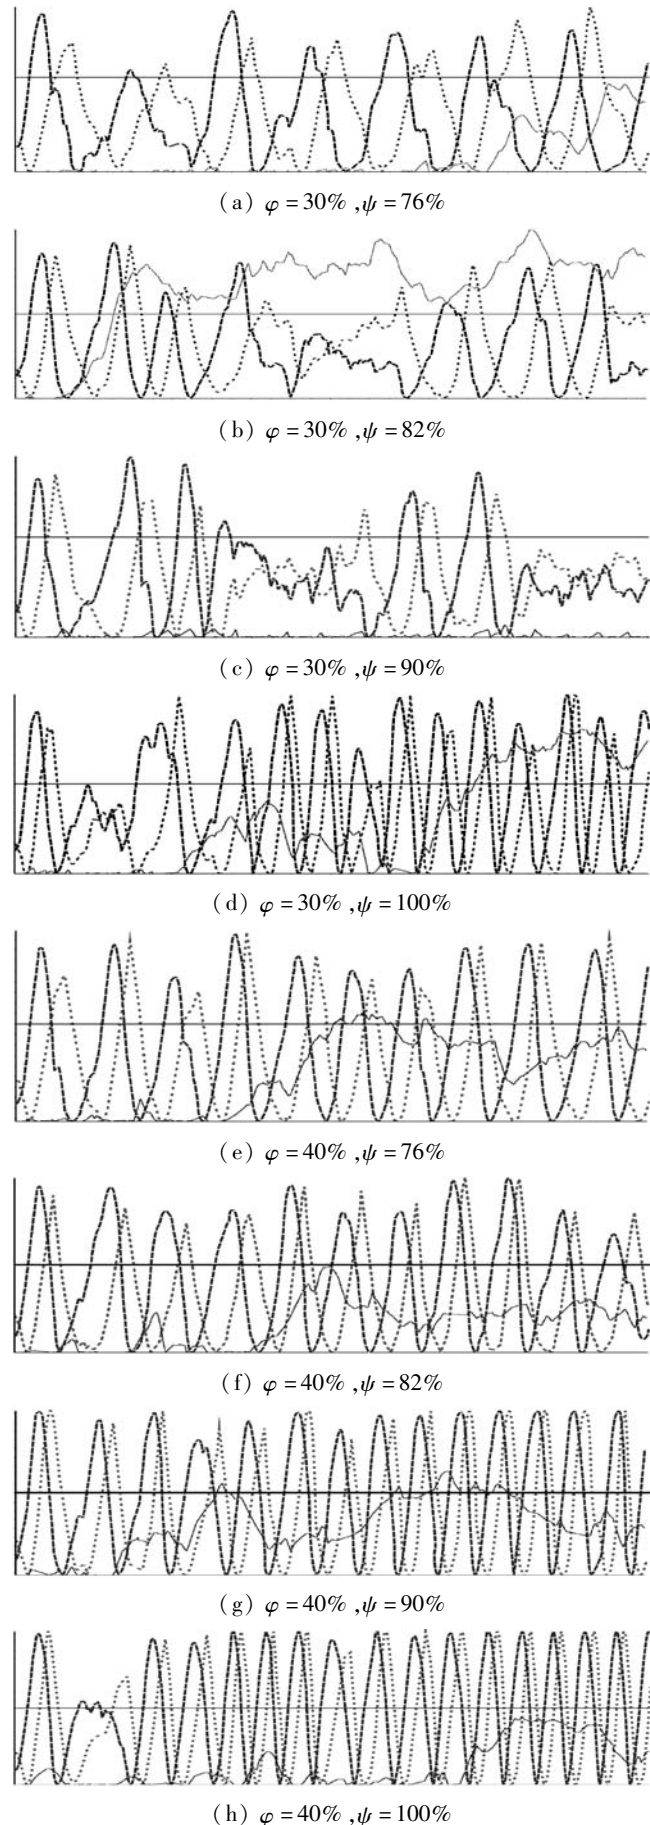 (a) φ=30% ,ψ=76%
(b) φ=30% ,ψ=82%
(c) φ=30% ,ψ=90%
(d) φ=30% ,ψ=100%
(e) φ=40% ,ψ=76%
(f) φ=40% ,ψ=82%
(g) φ=40% ,ψ=90%
(h) φ=40% ,ψ=100%